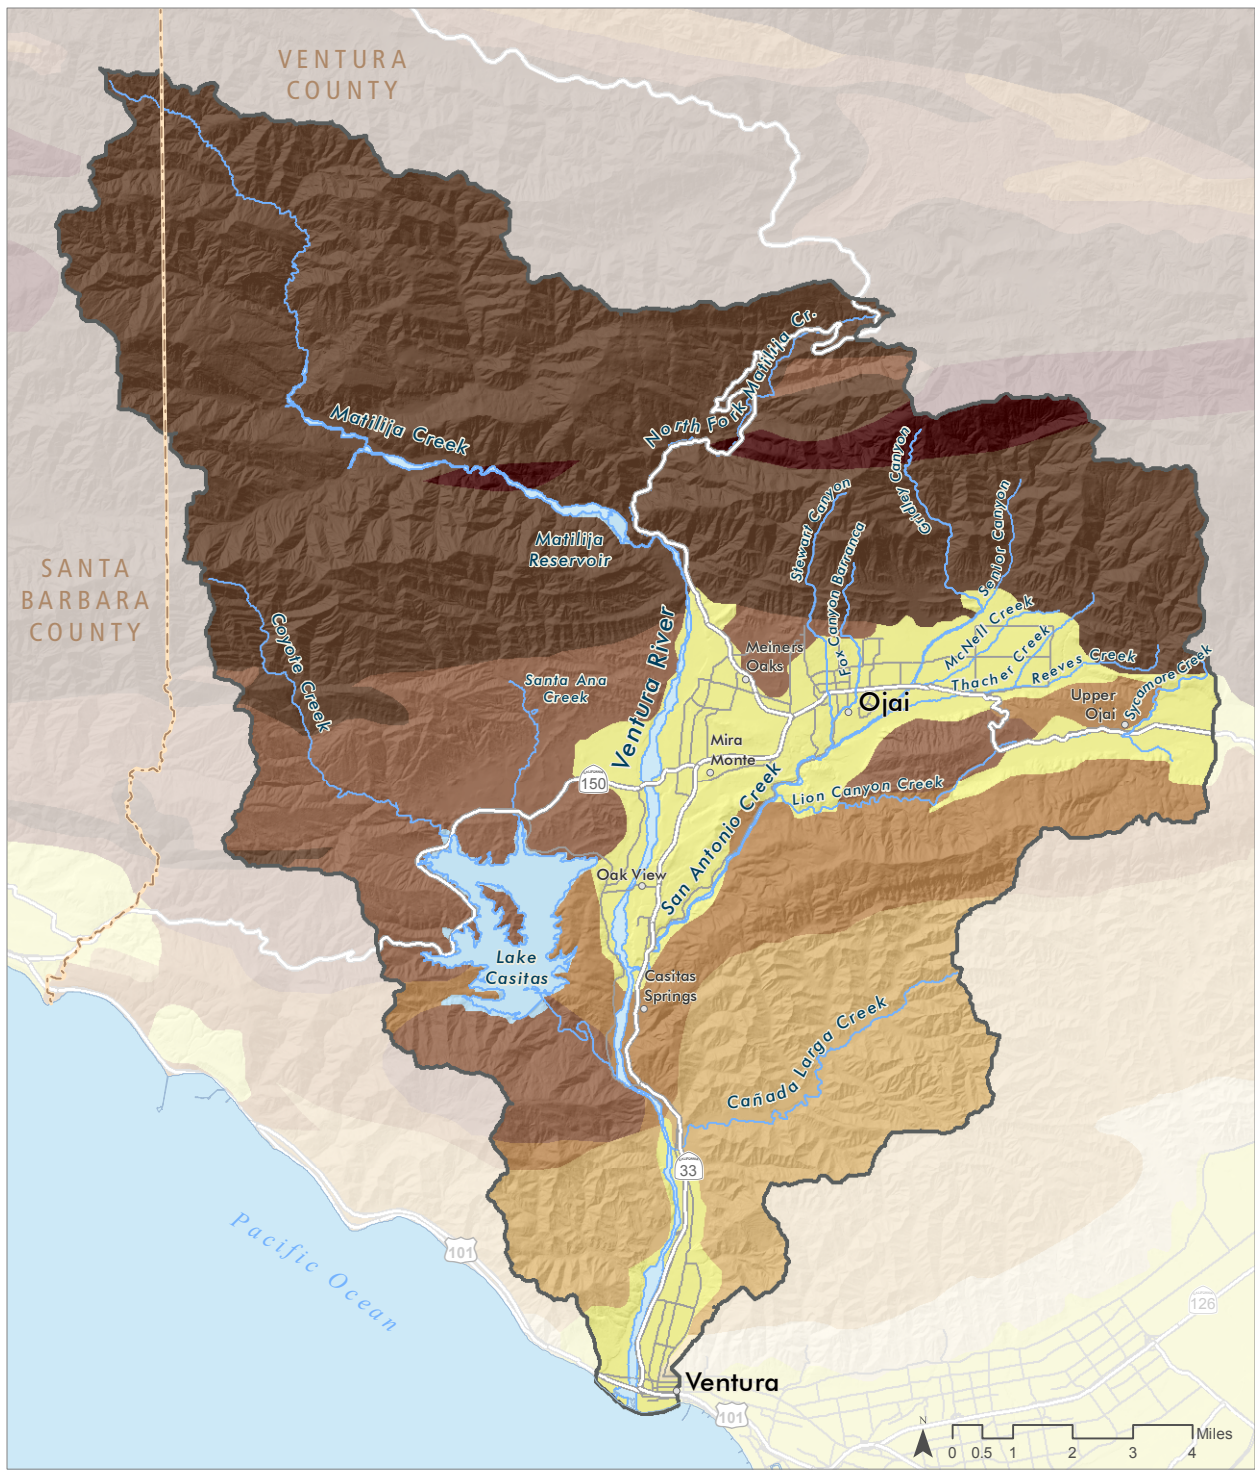 VENTURA
COUNTY
North Fork Matilija Cr.
Matilija Creek
Gridley Canyon
Stewart Canyon
Senior Canyon
Fox Canyon Barranca
Matilija
Reservoir
SANTA
BARBARA
COUNTY
Coyote Creek
Ventura River
Meiners
Oaks
McNell Creek
Thacher Creek
Reeves Creek
Sycamore Creek
Santa Ana
Creek
Ojai
Upper
Ojai
Mira
Monte
CALIFORNIA
150
San Antonio Creek
Lion Canyon Creek
Oak View
Lake
Casitas
Casitas
Springs
Cañada Larga Creek
CALIFORNIA
33
Pacific Ocean
101
126
Ventura
101
N
0 0.5 1 2 3 4
Miles